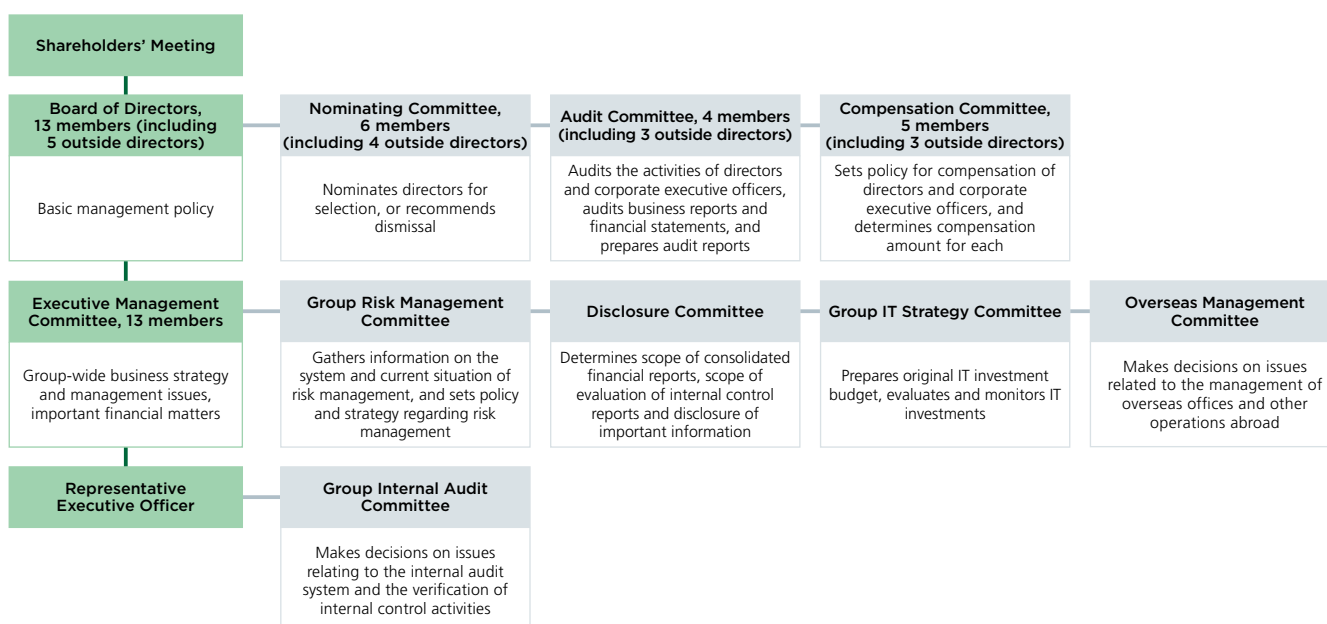 Shareholders' Meeting
Board of Directors,
13 members (including
5 outside directors)
Basic management policy
Nominating Committee,
6 members
(including 4 outside directors)
Nominates directors for
selection, or recommends
dismissal
Audit Committee, 4 members
(including 3 outside directors)
Audits the activities of directors
and corporate executive officers,
audits business reports and
financial statements, and
prepares audit reports
Compensation Committee,
5 members
(including 3 outside directors)
Sets policy for compensation of
directors and corporate
executive officers, and
determines compensation
amount for each
Executive Management
Committee, 13 members
Group-wide business strategy
and management issues,
important financial matters
Group Risk Management
Committee
Gathers information on the
system and current situation of
risk management, and sets policy
and strategy regarding risk
management
Disclosure Committee
Determines scope of consolidated
financial reports, scope of
evaluation of internal control
reports and disclosure of
important information
Group IT Strategy Committee
Prepares original IT investment
budget, evaluates and monitors IT
investments
Overseas Management
Committee
Makes decisions on issues
related to the management of
overseas offices and other
operations abroad
Representative
Executive Officer
Group Internal Audit
Committee
Makes decisions on issues
relating to the internal audit
system and the verification of
internal control activities